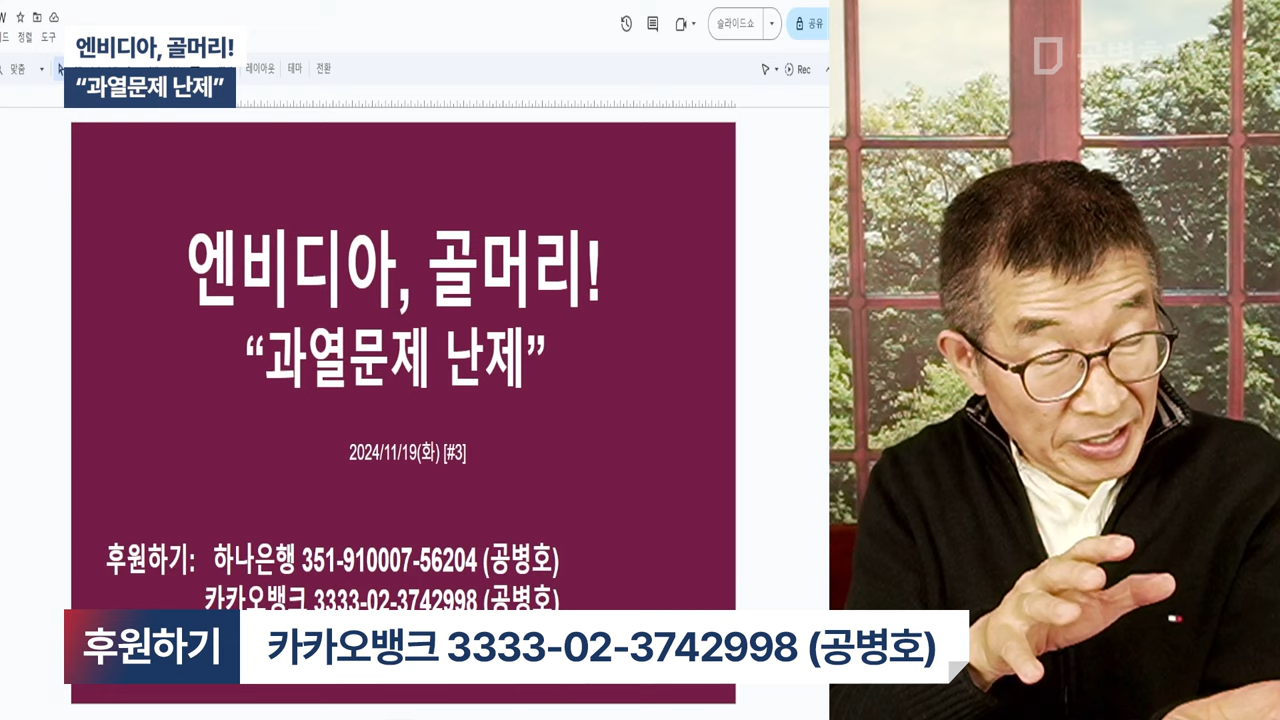 슬라이드쇼
공유
정렬 도구
맞춤
레이아웃 테마 전환
Rec
엔비디아, 골머리!
“과열문제 난제”
엔비디아, 골머리!
“과열문제 난제”
2024/11/19(화) [#3]
후원하기: 하나은행 351-910007-56204 (공병호)
카카오뱅크 3333-02-3742998 (공병호)
후원하기 카카오뱅크 3333-02-3742998 (공병호)